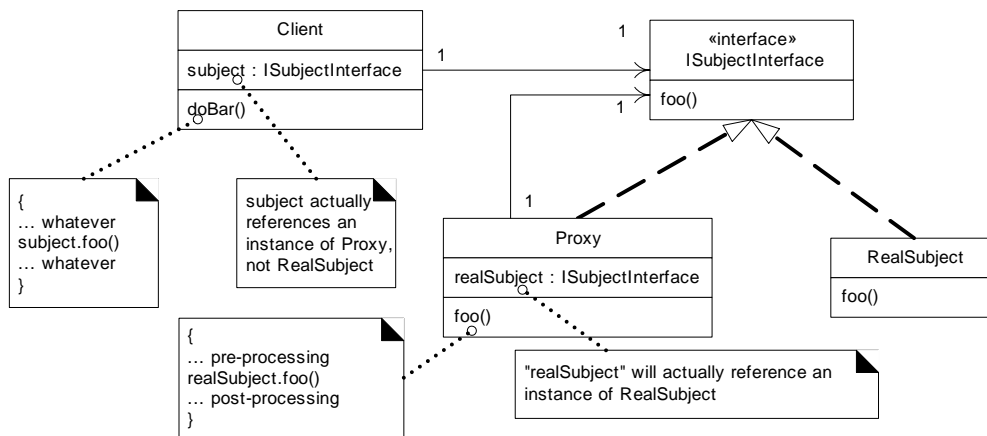 Client
subject : ISubjectInterface
doBar()
1
1
«interface»
ISubjectInterface
foo()
1
1
{
... whatever
subject.foo()
... whatever
}
subject actually
references an
instance of Proxy,
not RealSubject
Proxy
realSubject : ISubjectInterface
foo()
RealSubject
foo()
{
... pre-processing
realSubject.foo()
... post-processing
}
"realSubject" will actually reference an
instance of RealSubject